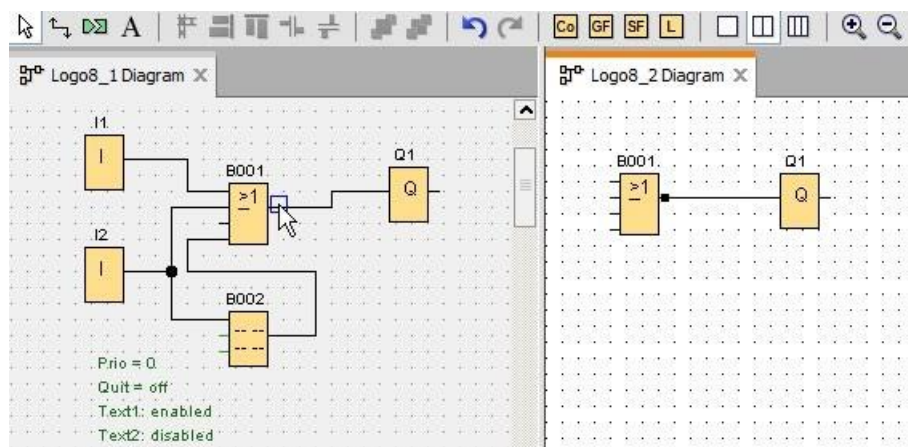 A Co GF SF L
Logo8_1 Diagram
Logo8_2 Diagram
I1
I
B001
≥1
Q1
Q
I2
I
B002
Prio = 0
Quit = off
Text1: enabled
Text2: disabled
B001
≥1
Q1
Q